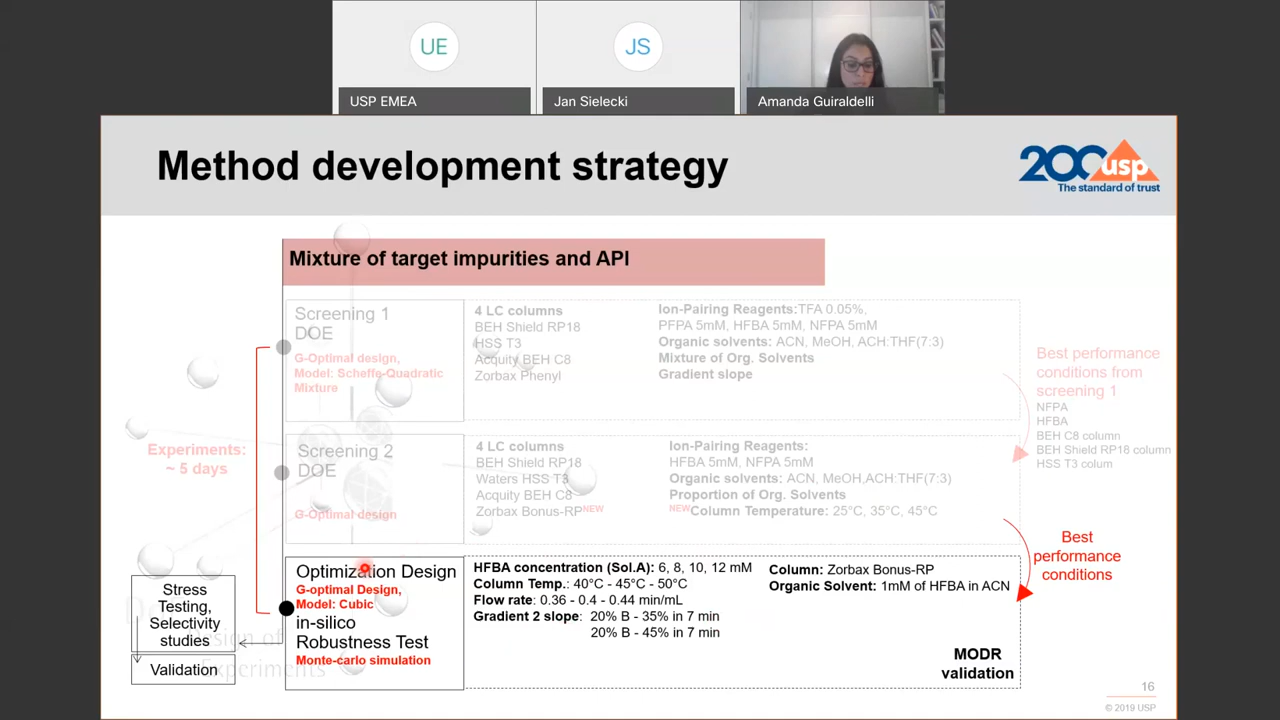 UE
JS
USP EMEA
Jan Sielecki
Amanda Guiraldelli
Method development strategy
200 usp
The standard of trust
Mixture of target impurities and API
Screening 1
DOE
G-Optimal design,
Model: Scheffe-Quadratic
Mixture
4 LC columns
BEH Shield RP18
HSS T3
Acquity BEH C8
Zorbax Phenyl
Ion-Pairing Reagents:TFA 0.05%,
PFPA 5mM, HFBA 5mM, NFPA 5mM
Organic solvents: ACN, MeOH, ACH:THF(7:3)
Mixture of Org. Solvents
Gradient slope
Best performance
conditions from
screening 1
NFPA
HFBA
BEH C8 column
BEH Shield RP18 column
HSS T3 colum
Experiments:
~ 5 days
Screening 2
DOE
G-Optimal design
4 LC columns
BEH Shield RP18
Waters HSS T3
Acquity BEH C8
Zorbax Bonus-RP NEW
Ion-Pairing Reagents:
HFBA 5mM, NFPA 5mM
Organic solvents: ACN, MeOH,ACH:THF(7:3)
Proportion of Org. Solvents
NEW Column Temperature: 25°C, 35°C, 45°C
Best
performance
conditions
Optimization Design
G-optimal Design,
Model: Cubic
in-silico
Robustness Test
Monte-carlo simulation
HFBA concentration (Sol.A): 6, 8, 10, 12 mM
Column Temp.: 40°C - 45°C - 50°C
Flow rate: 0.36 - 0.4 - 0.44 min/mL
Gradient 2 slope: 20% B - 35% in 7 min
20% B - 45% in 7 min
Column: Zorbax Bonus-RP
Organic Solvent: 1mM of HFBA in ACN
MODR
validation
Stress
Testing,
Selectivity
studies
Validation
Design of
Experiments
16
© 2019 USP